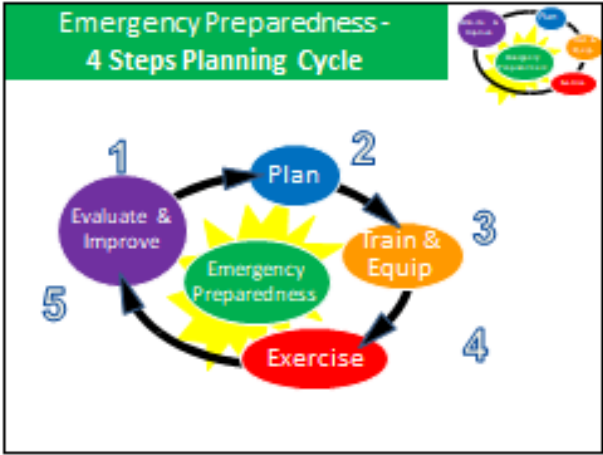 Emergency Preparedness -
4 Steps Planning Cycle
Plan
1
2
Plan
Evaluate &
Improve
3
Train &
Equip
Emergency
Preparedness
5
4
Exercise